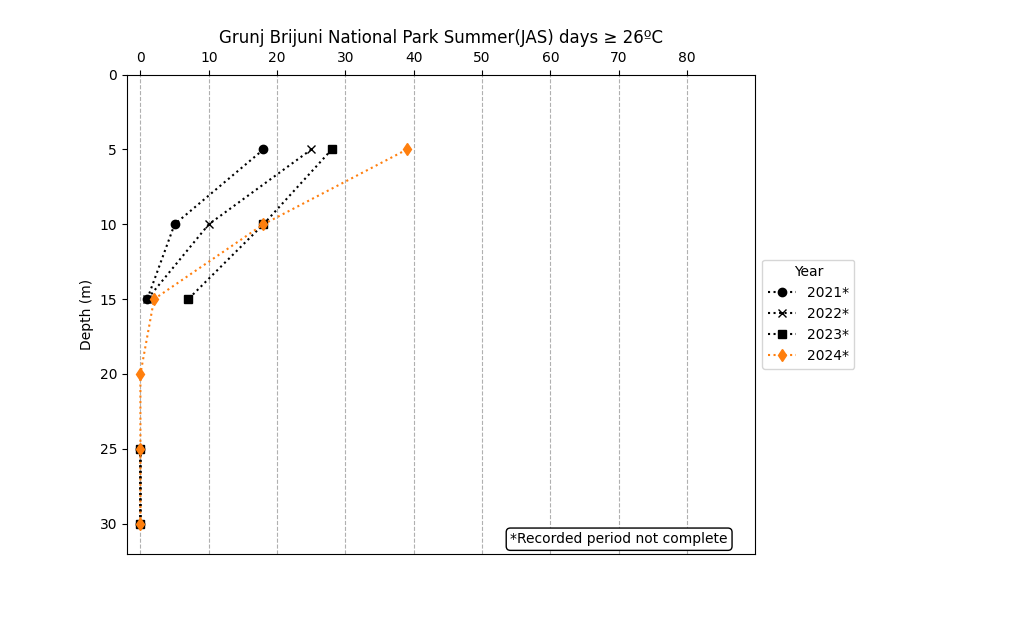 Grunj Brijuni National Park Summer(JAS) days ≥ 26ºC
0 10 20 30 40 50 60 70 80
0
5
10
15
20
25
30
Depth (m)
Year
2021*
2022*
2023*
2024*
*Recorded period not complete